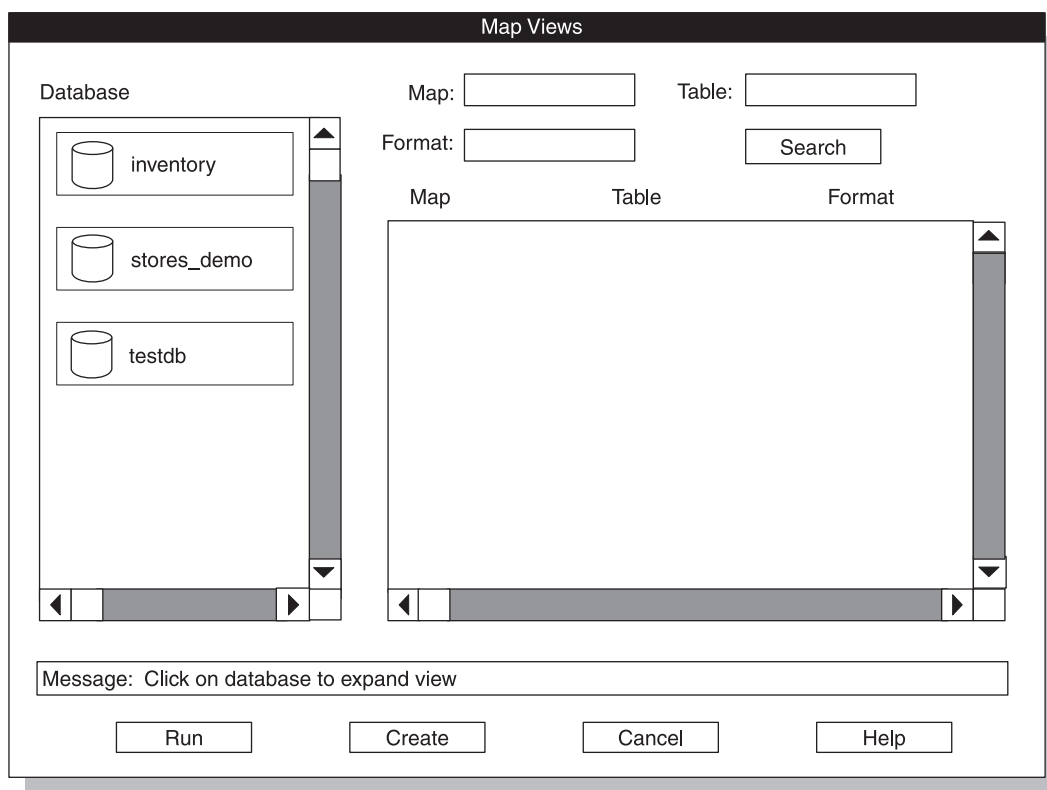 Map Views
Database
Map:
Table:
Format:
Search
inventory
stores_demo
testdb
Map Table Format
Message: Click on database to expand view
Run Create Cancel Help